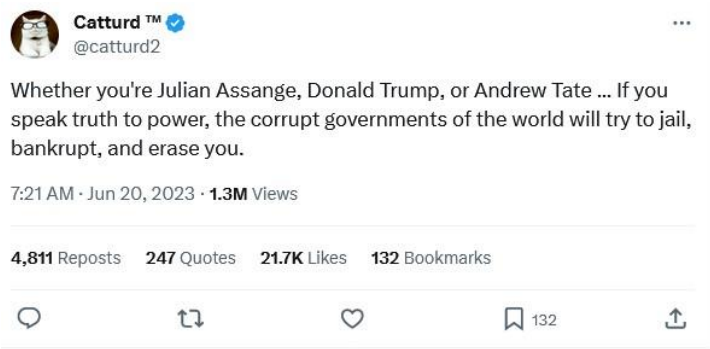 Catturd ™
@catturd2
Whether you're Julian Assange, Donald Trump, or Andrew Tate ... If you
speak truth to power, the corrupt governments of the world will try to jail,
bankrupt, and erase you.
7:21 AM · Jun 20, 2023 · 1.3M Views
4,811 Reposts 247 Quotes 21.7K Likes 132 Bookmarks
132